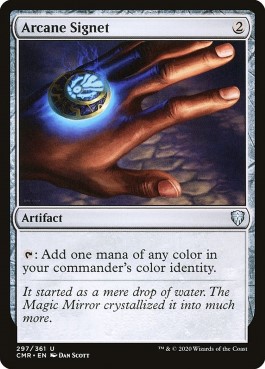 Arcane Signet 2
Artifact
: Add one mana of any color in
your commander's color identity.
It started as a mere drop of water. The
Magic Mirror crystallized it into much
more.
297/361 U
CMR • EN DAN SCOTT
™ & © 2020 Wizards of the Coast